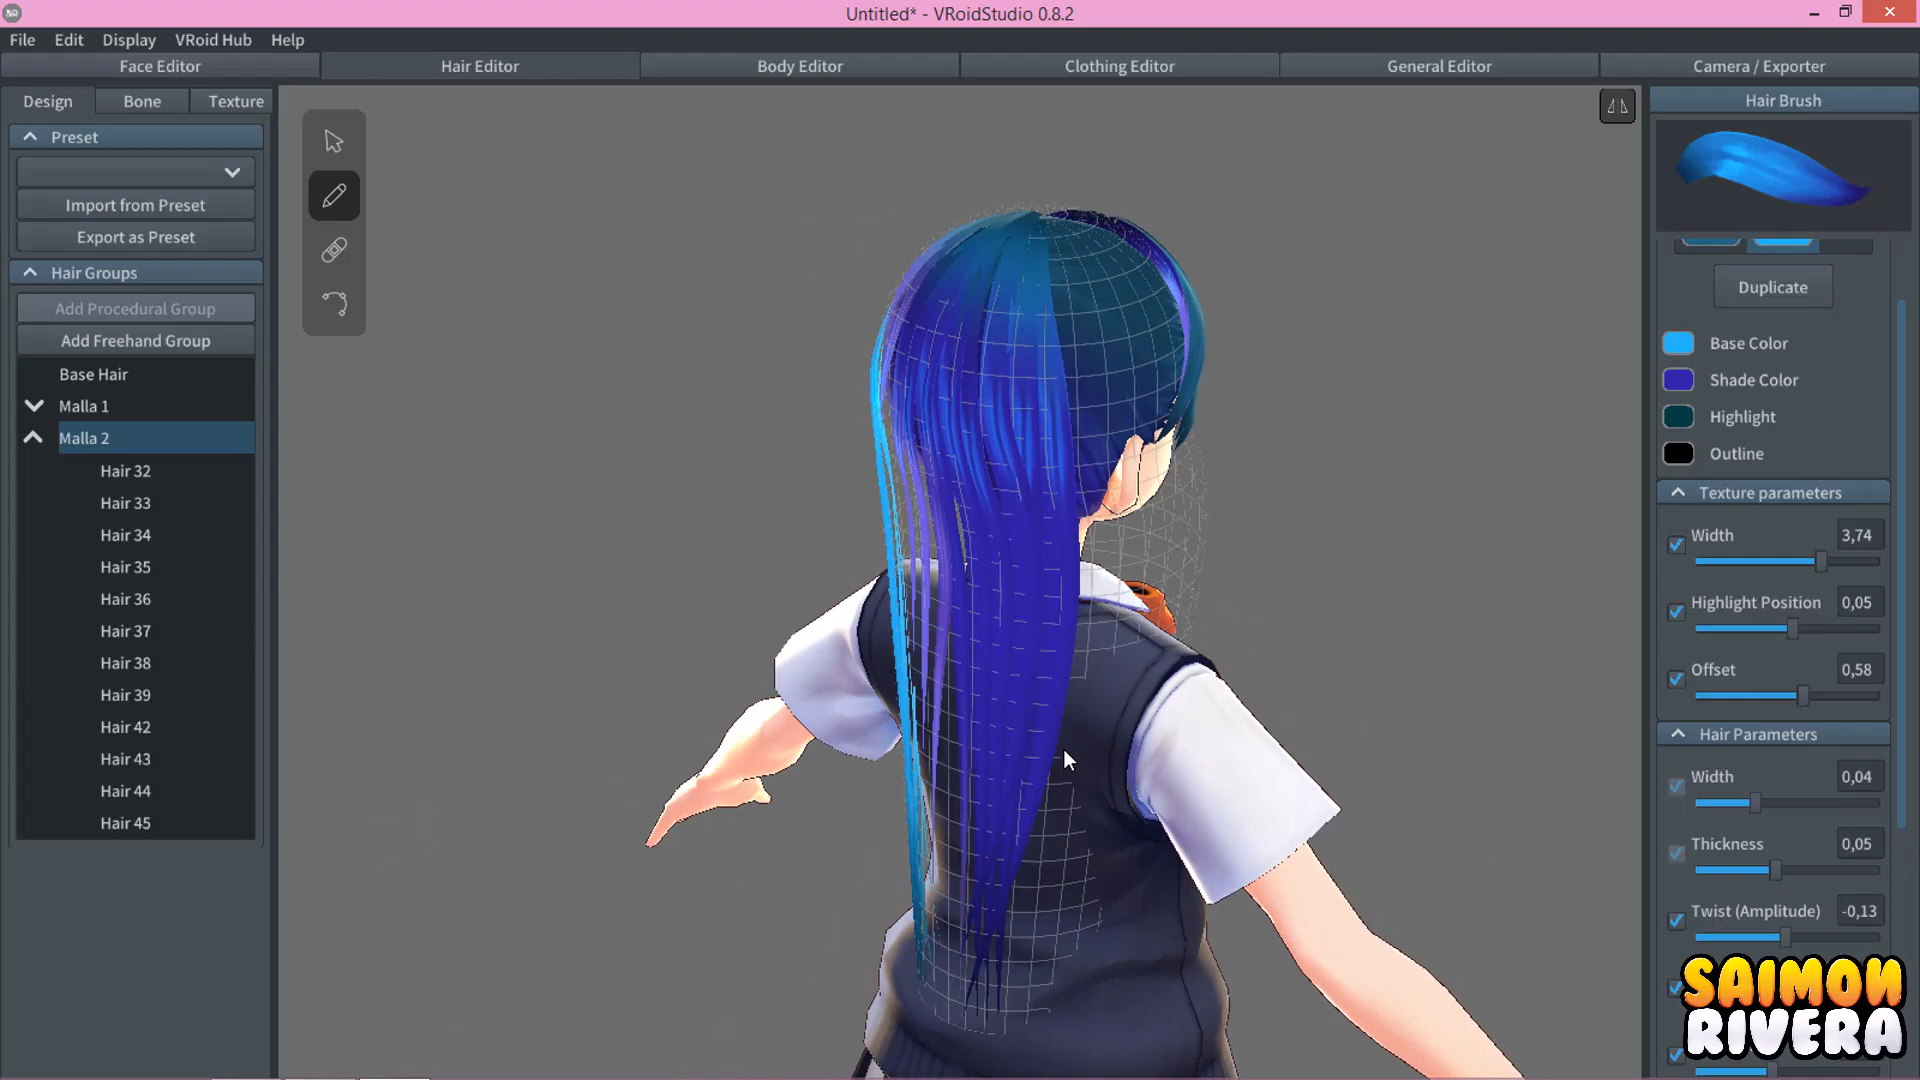 Untitled* - VRoidStudio 0.8.2
File Edit Display VRoid Hub Help
Face Editor Hair Editor Body Editor Clothing Editor General Editor Camera / Exporter
Design Bone Texture
Preset
Import from Preset
Export as Preset
Hair Groups
Add Procedural Group
Add Freehand Group
Base Hair
Malla 1
Malla 2
Hair 32
Hair 33
Hair 34
Hair 35
Hair 36
Hair 37
Hair 38
Hair 39
Hair 42
Hair 43
Hair 44
Hair 45
Hair Brush
Duplicate
Base Color
Shade Color
Highlight
Outline
Texture parameters
Width 3,74
Highlight Position 0,05
Offset 0,58
Hair Parameters
Width 0,04
Thickness 0,05
Twist (Amplitude) -0,13
SAIMON
RIVERA